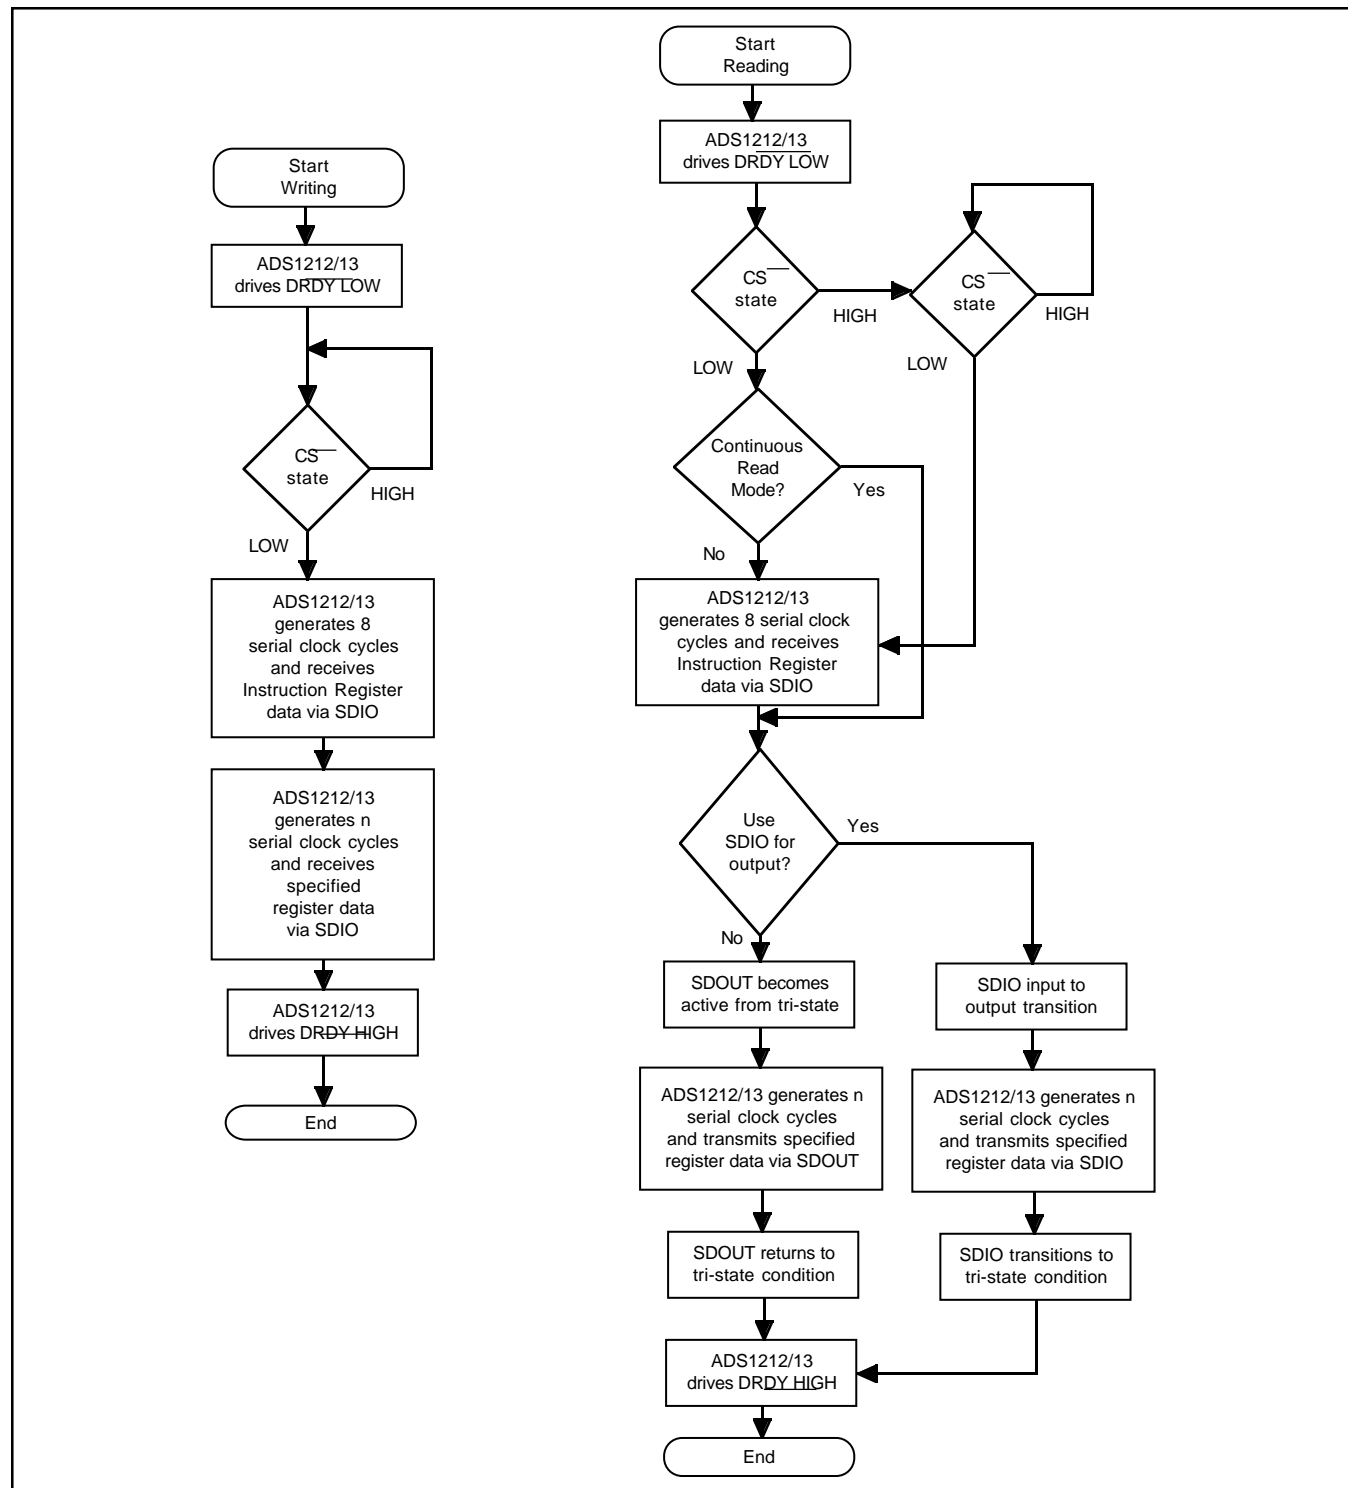 Start
Writing
ADS1212/13
drives DRDY LOW
CS
state
HIGH
LOW
ADS1212/13
generates 8
serial clock cycles
and receives
Instruction Register
data via SDIO
ADS1212/13
generates n
serial clock cycles
and receives
specified
register data
via SDIO
ADS1212/13
drives DRDY HIGH
End
Start
Reading
ADS1212/13
drives DRDY LOW
CS
state
HIGH
LOW
CS
state
HIGH
LOW
Continuous
Read
Mode?
Yes
No
ADS1212/13
generates 8 serial clock
cycles and receives
Instruction Register
data via SDIO
Use
SDIO for
output?
Yes
No
SDOUT becomes
active from tri-state
ADS1212/13 generates n
serial clock cycles
and transmits specified
register data via SDOUT
SDOUT returns to
tri-state condition
SDIO input to
output transition
ADS1212/13 generates n
serial clock cycles
and transmits specified
register data via SDIO
SDIO transitions to
tri-state condition
ADS1212/13
drives DRDY HIGH
End